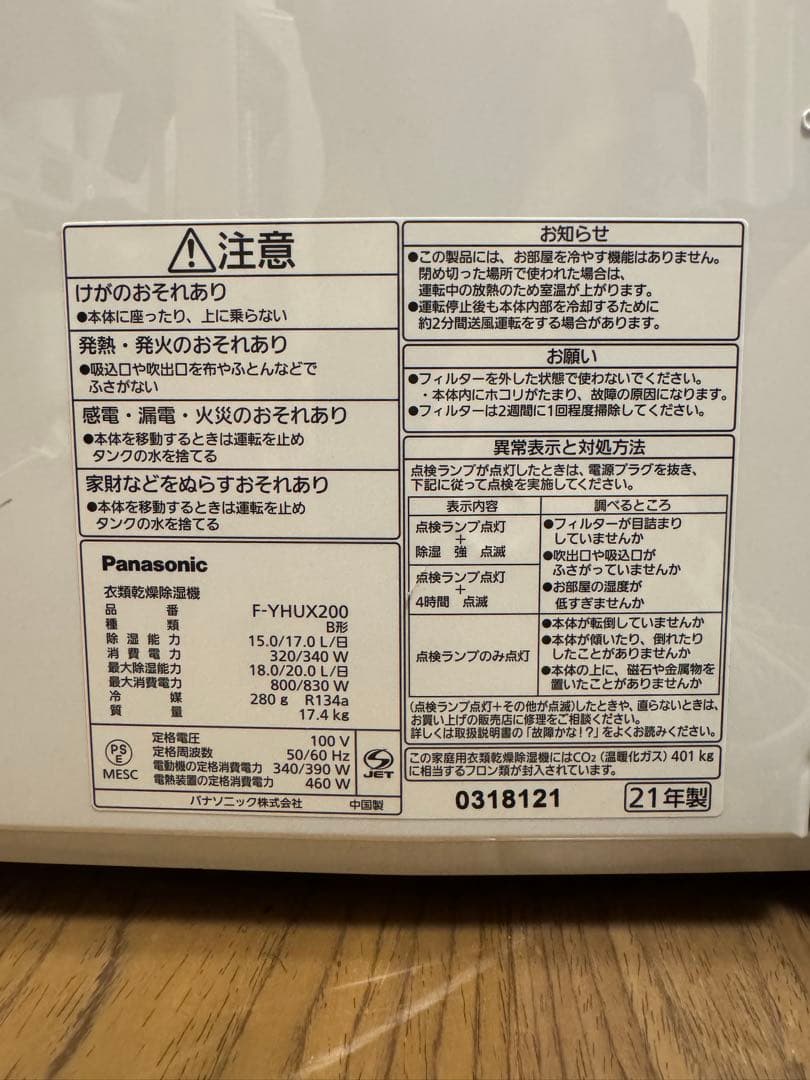 ⚠注意
けがのおそれあり
●本体に座ったり、上に乗らない
発熱・発火のおそれあり
●吸込口や吹出口を布やふとんなどで
ふさがない
感電・漏電・火災のおそれあり
●本体を移動するときは運転を止め
タンクの水を捨てる
家財などをぬらすおそれあり
●本体を移動するときは運転を止め
タンクの水を捨てる
Panasonic
衣類乾燥除湿機
品番 F-YHUX200
種類 B形
除湿能力 15.0/17.0 L/日
消費電力 320/340 W
最大除湿能力 18.0/20.0 L/日
最大消費電力 800/830 W
冷媒 280 g R134a
質量 17.4 kg
PSE
MESC
定格電圧 100 V
定格周波数 50/60 Hz
電動機の定格消費電力 340/390 W
電熱装置の定格消費電力 460 W
JET
パナソニック株式会社 中国製
お知らせ
●この製品には、お部屋を冷やす機能はありません。
閉め切った場所で使われた場合は、
運転中の放熱のため室温が上がります。
●運転停止後も本体内部を冷却するために
約2分間送風運転をする場合があります。
お願い
●フィルターを外した状態で使わないでください。
・本体内にホコリがたまり、故障の原因になります。
●フィルターは2週間に1回程度掃除してください。
異常表示と対処方法
点検ランプが点灯したときは、電源プラグを抜き、
下記に従って点検を実施してください。
表示内容 調べるところ
点検ランプ点灯
+
除湿 強 点滅
点検ランプ点灯
+
4時間 点滅
●フィルターが目詰まり
していませんか
●吹出口や吸込口が
ふさがっていませんか
●お部屋の湿度が
低すぎませんか
点検ランプのみ点灯
●本体が転倒していませんか
●本体が傾いたり、倒れたり
したことがありませんか
●本体の上に、磁石や金属物を
置いたことがありませんか
(点検ランプ点灯+その他が点滅)したときや、直らないときは、
お買い上げの販売店に修理をご相談ください。
詳しくは取扱説明書の「故障かな!?」をよくお読みください。
この家庭用衣類乾燥除湿機にはCO₂(温暖化ガス) 401 kg
に相当するフロン類が封入されています。
0318121 21年製